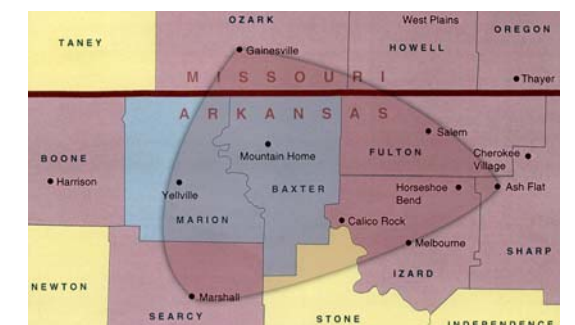 OZARK
West Plains
OREGON
TANEY
HOWELL
Gainesville
MISSOURI
Thayer
ARKANSAS
Salem
Mountain Home
FULTON
Cherokee
Village
BOONE
Harrison
Yellville
BAXTER
Horseshoe
Bend
Ash Flat
MARION
Calico Rock
Melbourne
SHARP
IZARD
NEWTON
Marshall
SEARCY
STONE
INDEPENDENCE